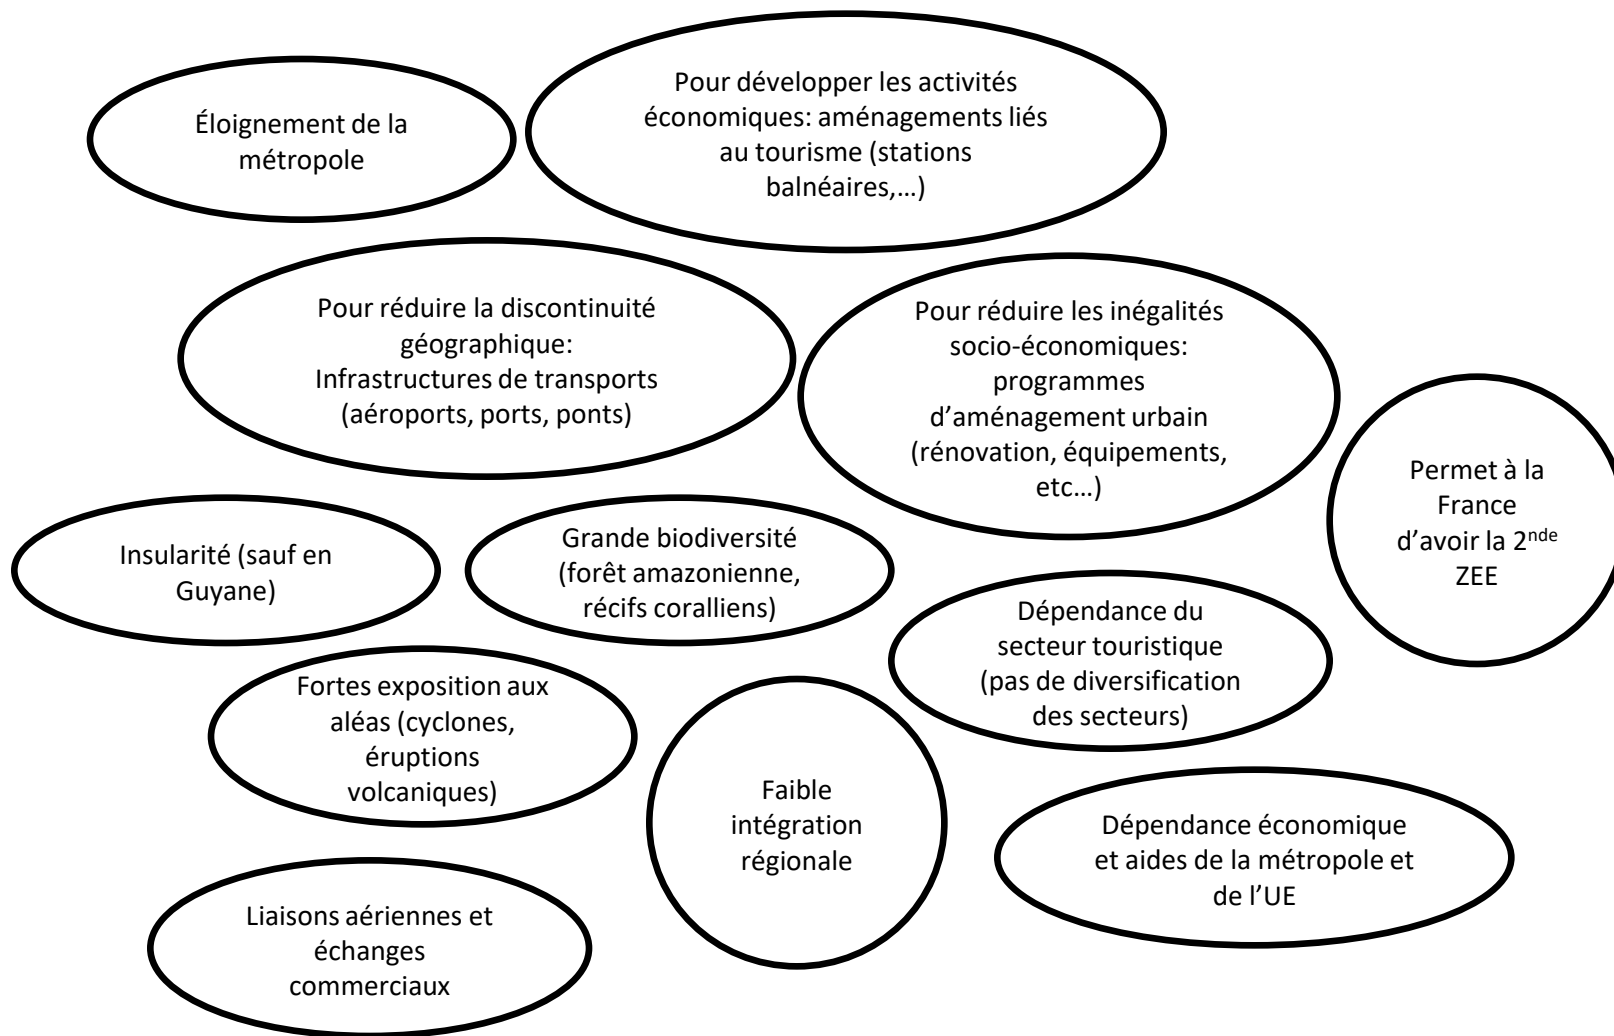 Éloignement de la
métropole
Pour développer les activités
économiques: aménagements liés
au tourisme (stations
balnéaires,…)
Pour réduire la discontinuité
géographique:
Infrastructures de transports
(aéroports, ports, ponts)
Pour réduire les inégalités
socio-économiques:
programmes
d’aménagement urbain
(rénovation, équipements,
etc…)
Permet à la
France
d’avoir la 2nde
ZEE
Insularité (sauf en
Guyane)
Grande biodiversité
(forêt amazonienne,
récifs coralliens)
Dépendance du
secteur touristique
(pas de diversification
des secteurs)
Fortes exposition aux
aléas (cyclones,
éruptions
volcaniques)
Faible
intégration
régionale
Dépendance économique
et aides de la métropole et
de l’UE
Liaisons aériennes et
échanges
commerciaux